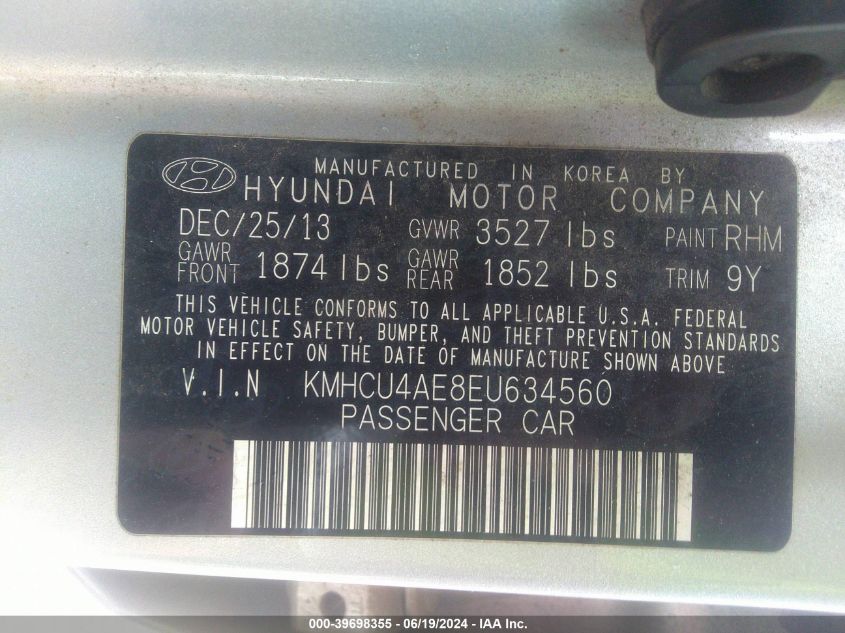 MANUFACTURED IN KOREA BY
HYUNDAI MOTOR COMPANY
DEC/25/13 GVWR 3527 lbs PAINT RHM
GAWR FRONT 1874 lbs GAWR REAR 1852 lbs TRIM 9Y
THIS VEHICLE CONFORMS TO ALL APPLICABLE U.S.A. FEDERAL
MOTOR VEHICLE SAFETY, BUMPER, AND THEFT PREVENTION STANDARDS
IN EFFECT ON THE DATE OF MANUFACTURE SHOWN ABOVE
V.I.N KMHCU4AE8EU634560
PASSENGER CAR
000-39698355 - 06/19/2024 - IAA Inc.